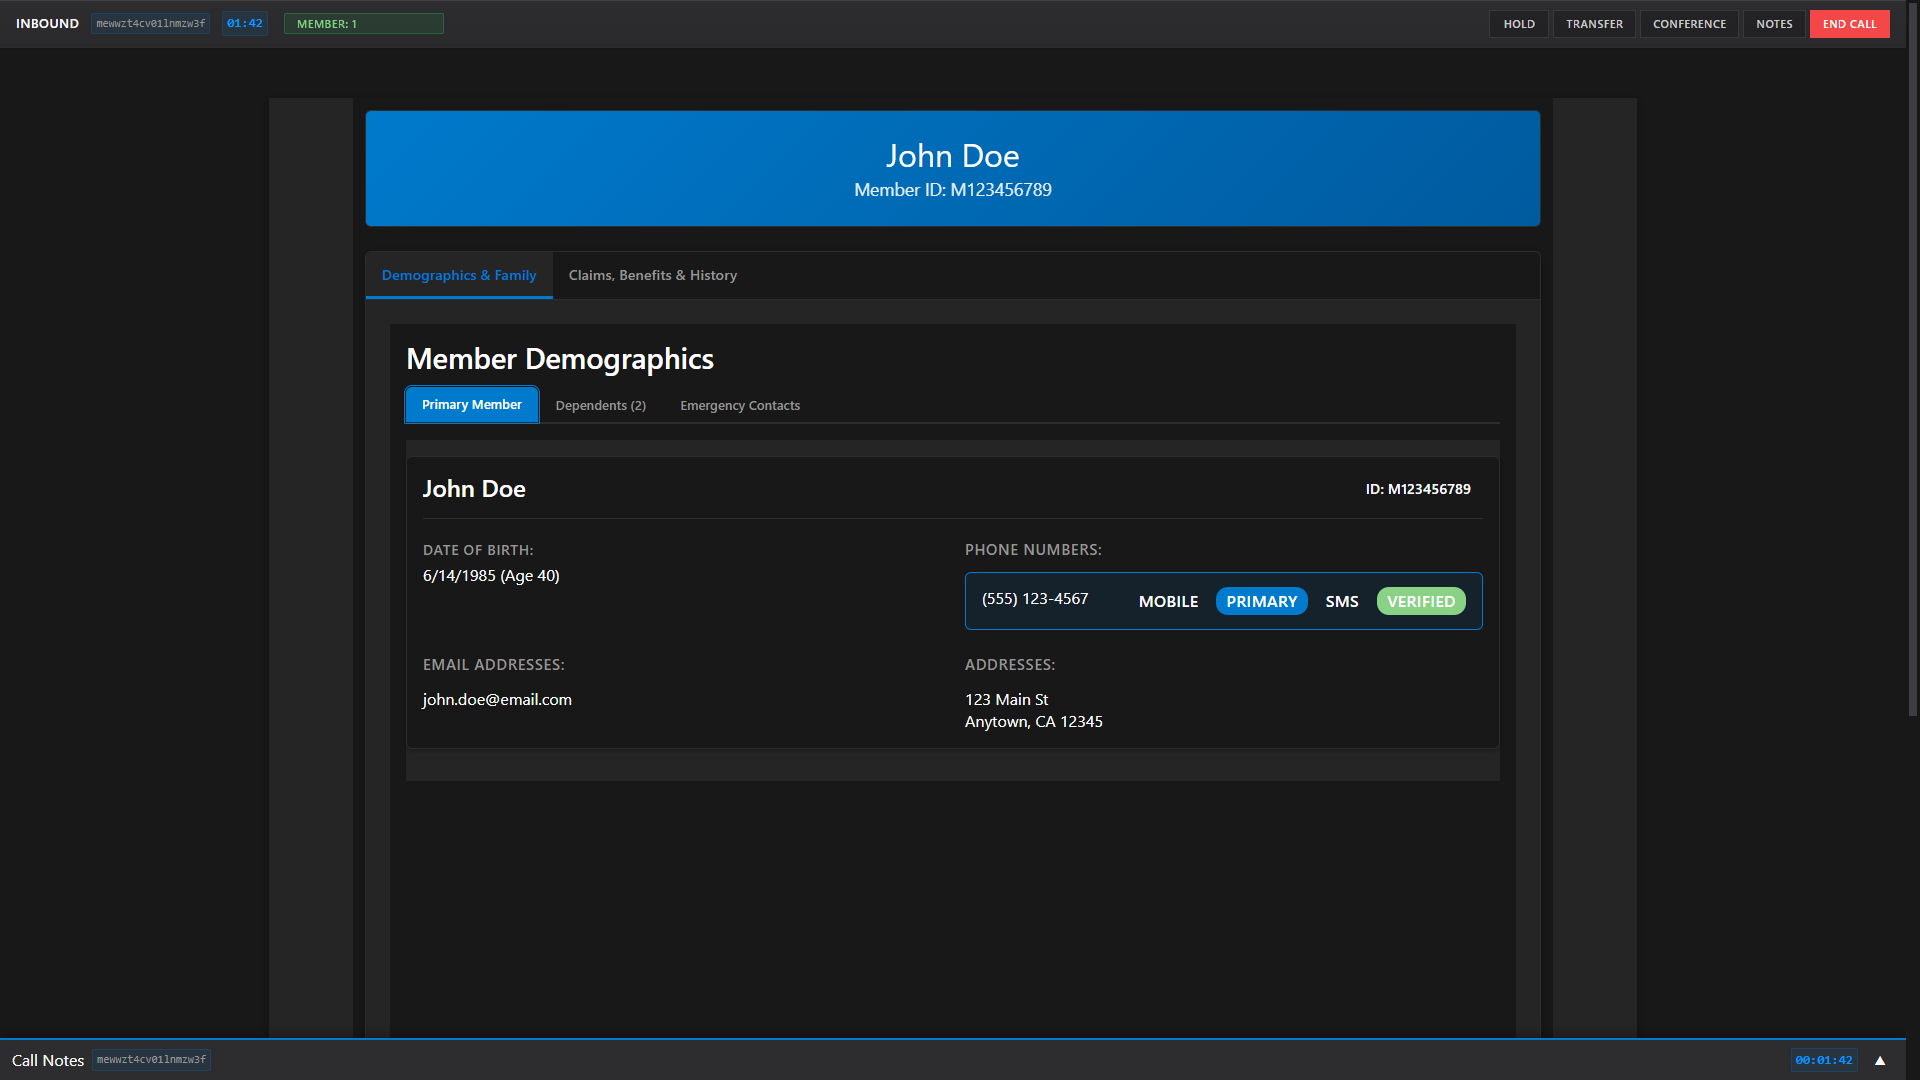 INBOUND mewwzt4cv01lnmzw3f 01:42 MEMBER: 1 HOLD TRANSFER CONFERENCE NOTES END CALL
John Doe
Member ID: M123456789
Demographics & Family Claims, Benefits & History
Member Demographics
Primary Member Dependents (2) Emergency Contacts
John Doe ID: M123456789
DATE OF BIRTH:
6/14/1985 (Age 40)
PHONE NUMBERS:
(555) 123-4567 MOBILE PRIMARY SMS VERIFIED
EMAIL ADDRESSES:
john.doe@email.com
ADDRESSES:
123 Main St
Anytown, CA 12345
Call Notes mewwzt4cv01lnmzw3f 00:01:42 ▲